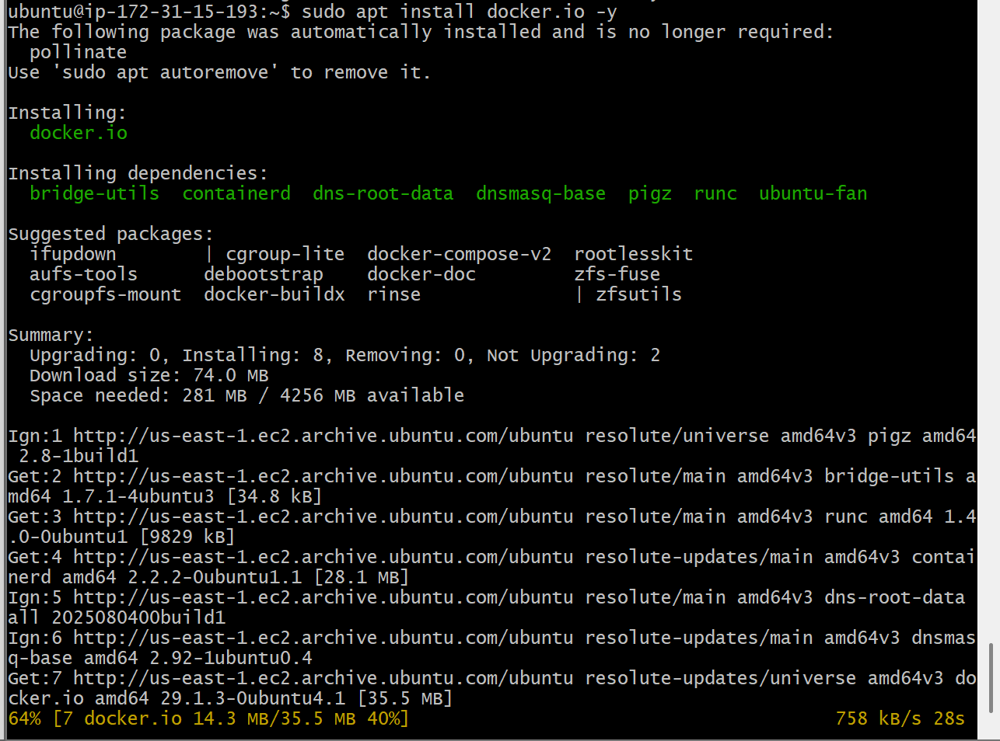 ubuntu@ip-172-31-15-193:~$ sudo apt install docker.io -y
The following package was automatically installed and is no longer required:
  pollinate
Use 'sudo apt autoremove' to remove it.

Installing:
  docker.io

Installing dependencies:
  bridge-utils  containerd  dns-root-data  dnsmasq-base  pigz  runc  ubuntu-fan

Suggested packages:
  ifupdown        | cgroup-lite  docker-compose-v2  rootlesskit
  aufs-tools      debootstrap    docker-doc         zfs-fuse
  cgroupfs-mount  docker-buildx  rinse              | zfsutils

Summary:
  Upgrading: 0, Installing: 8, Removing: 0, Not Upgrading: 2
  Download size: 74.0 MB
  Space needed: 281 MB / 4256 MB available

Ign:1 http://us-east-1.ec2.archive.ubuntu.com/ubuntu resolute/universe amd64v3 pigz amd64
 2.8-1build1
Get:2 http://us-east-1.ec2.archive.ubuntu.com/ubuntu resolute/main amd64v3 bridge-utils a
md64 1.7.1-4ubuntu3 [34.8 kB]
Get:3 http://us-east-1.ec2.archive.ubuntu.com/ubuntu resolute/main amd64v3 runc amd64 1.4
.0-0ubuntu1 [9829 kB]
Get:4 http://us-east-1.ec2.archive.ubuntu.com/ubuntu resolute-updates/main amd64v3 contai
nerd amd64 2.2.2-0ubuntu1.1 [28.1 MB]
Ign:5 http://us-east-1.ec2.archive.ubuntu.com/ubuntu resolute/main amd64v3 dns-root-data
all 2025080400build1
Ign:6 http://us-east-1.ec2.archive.ubuntu.com/ubuntu resolute-updates/main amd64v3 dnsmas
q-base amd64 2.92-1ubuntu0.4
Get:7 http://us-east-1.ec2.archive.ubuntu.com/ubuntu resolute-updates/universe amd64v3 do
cker.io amd64 29.1.3-0ubuntu4.1 [35.5 MB]
64% [7 docker.io 14.3 MB/35.5 MB 40%]                                       758 kB/s 28s